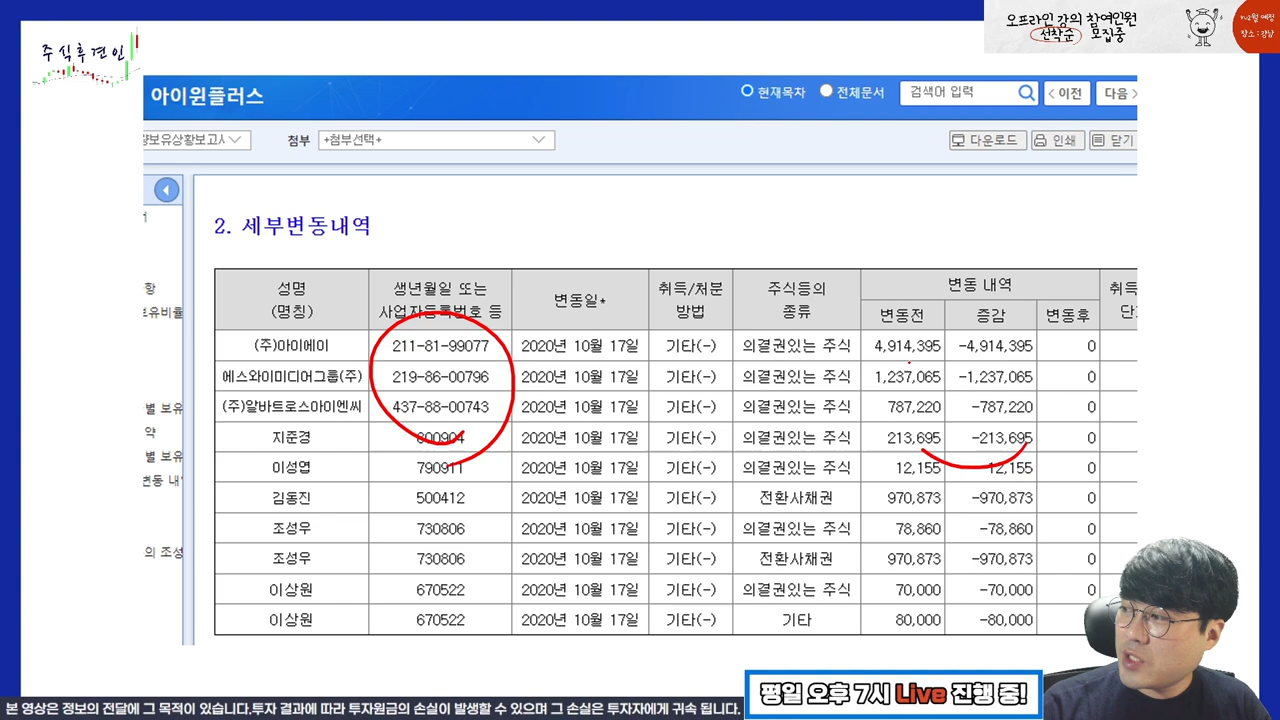 오프라인 강의 참여인원
선착순 모집중
장소 : 강남
주식후견인
아이윈플러스
현재목차 전체문서 검색어 입력 이전 다음
첨부 +첨부선택+ 다운로드 인쇄 닫기
2. 세부변동내역
성명 (명칭) 생년월일 또는 사업자등록번호 등 변동일* 취득/처분 방법 주식등의 종류 변동 내역 취득
변동전 증감 변동후
(주)아이에이 211-81-99077 2020년 10월 17일 기타(-) 의결권있는 주식 4,914,395 -4,914,395 0
에스와이미디어그룹(주) 219-86-00796 2020년 10월 17일 기타(-) 의결권있는 주식 1,237,065 -1,237,065 0
(주)알바트로스아이엔씨 437-88-00743 2020년 10월 17일 기타(-) 의결권있는 주식 787,220 -787,220 0
지준경 800904 2020년 10월 17일 기타(-) 의결권있는 주식 213,695 -213,695 0
이성엽 790911 2020년 10월 17일 기타(-) 의결권있는 주식 12,155 -12,155 0
김동진 500412 2020년 10월 17일 기타(-) 전환사채권 970,873 -970,873 0
조성우 730806 2020년 10월 17일 기타(-) 의결권있는 주식 78,860 -78,860 0
조성우 730806 2020년 10월 17일 기타(-) 전환사채권 970,873 -970,873 0
이상원 670522 2020년 10월 17일 기타(-) 의결권있는 주식 70,000 -70,000 0
이상원 670522 2020년 10월 17일 기타(-) 기타 80,000 -80,000 0
별 보유
약
별 보유
변동 내
의 조성
평일 오후 7시 Live 진행 중!
본 영상은 정보의 전달에 그 목적이 있습니다.투자 결과에 따라 투자원금의 손실이 발생할 수 있으며 그 손실은 투자자에게 귀속 됩니다.